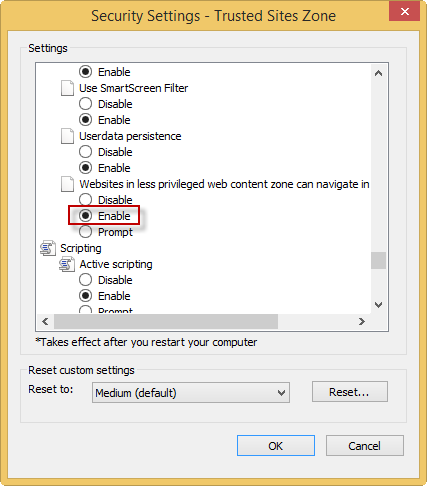 Security Settings - Trusted Sites Zone
Settings
Enable
Use SmartScreen Filter
Disable
Enable
Userdata persistence
Disable
Enable
Websites in less privileged web content zone can navigate in
Disable
Enable
Prompt
Scripting
Active scripting
Disable
Enable
Prompt
*Takes effect after you restart your computer
Reset custom settings
Reset to:
Medium (default)
Reset...
OK
Cancel